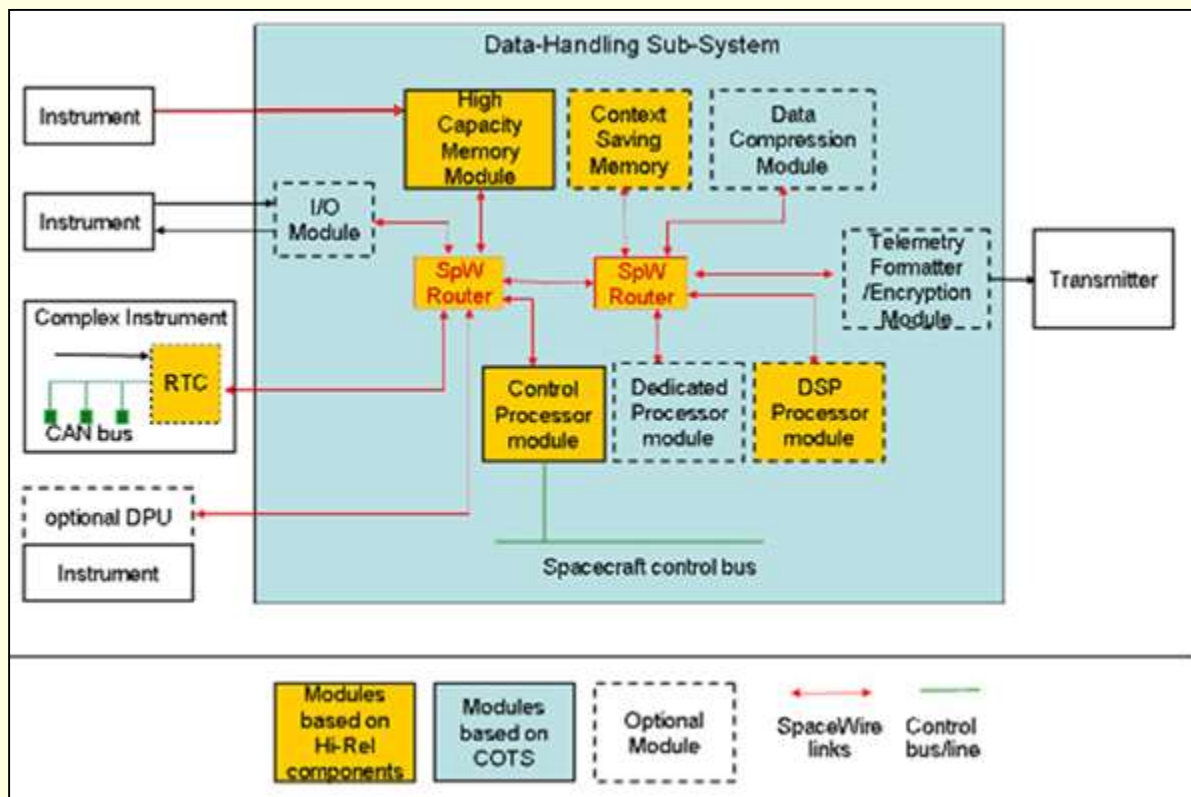 Data-Handling Sub-System
Instrument
High
Capacity
Memory
Module
Context
Saving
Memory
Data
Compression
Module
Instrument
I/O
Module
SpW
Router
SpW
Router
Telemetry
Formatter
/Encryption
Module
Transmitter
Complex Instrument
RTC
CAN bus
Control
Processor
module
Dedicated
Processor
module
DSP
Processor
module
optional DPU
Instrument
Spacecraft control bus
Modules
based on
Hi-Rel
components
Modules
based on
COTS
Optional
Module
SpaceWire
links
Control
bus/line